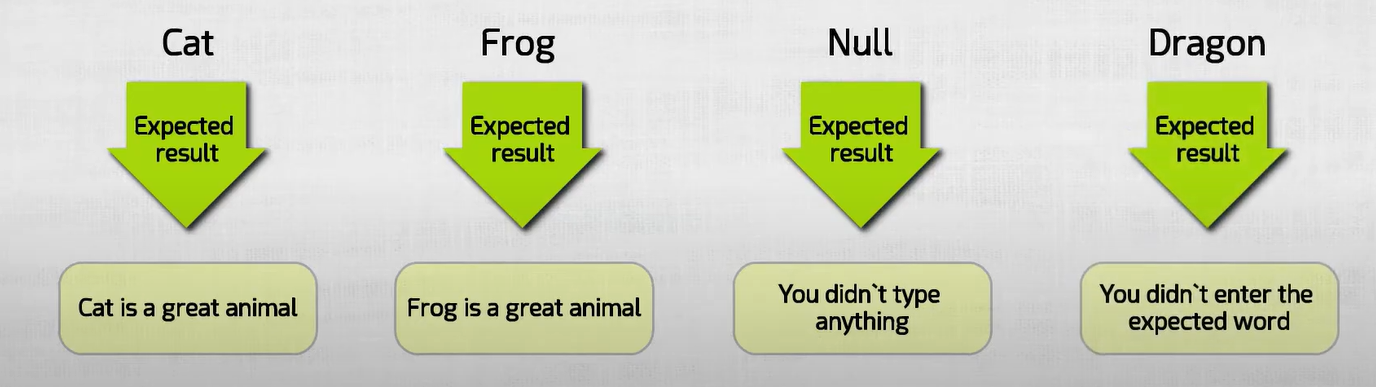 Cat
Frog
Null
Dragon
Expected
result
Expected
result
Expected
result
Expected
result
Cat is a great animal
Frog is a great animal
You didn`t type
anything
You didn`t enter the
expected word